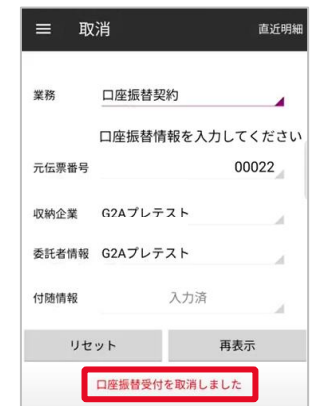 取消 直近明細
業務 口座振替契約
口座振替情報を入力してください
元伝票番号 00022
収納企業 G2Aプレテスト
委託者情報 G2Aプレテスト
付随情報 入力済
リセット 再表示
口座振替受付を取消しました